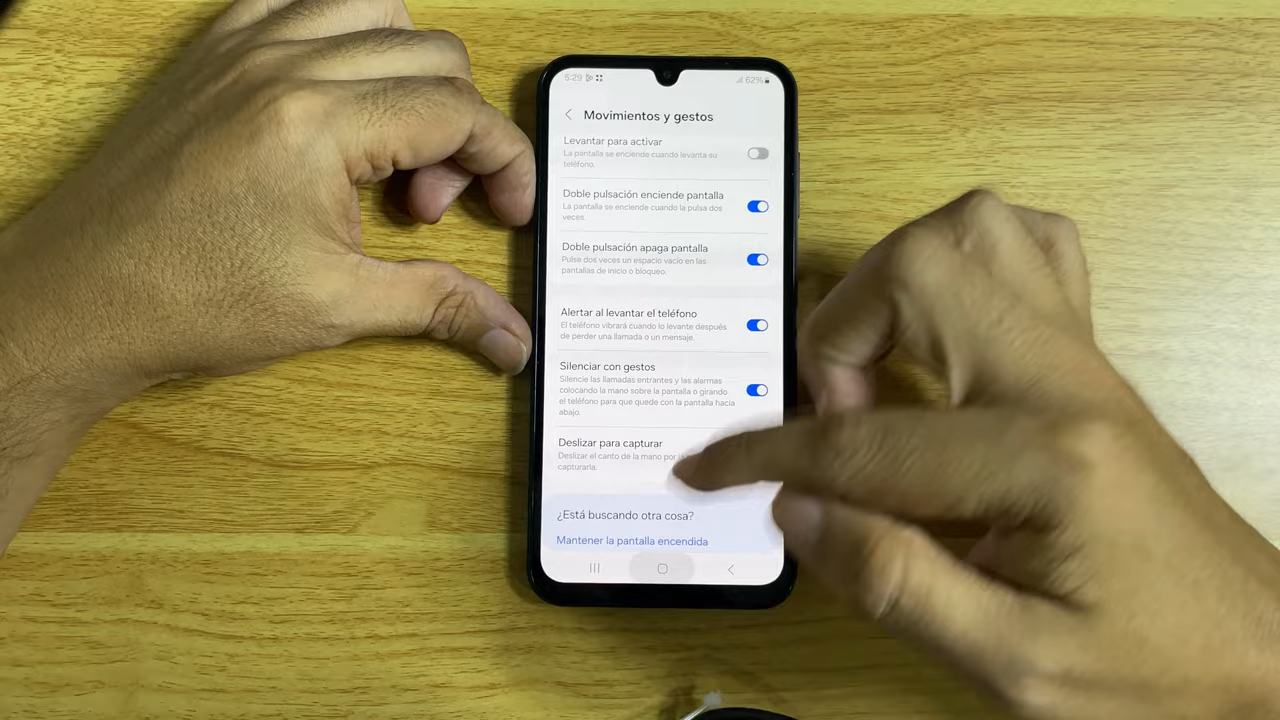 5:29
62%
Movimientos y gestos
Levantar para activar
La pantalla se enciende cuando levanta su
teléfono.
Doble pulsación enciende pantalla
La pantalla se enciende cuando la pulsa dos
veces.
Doble pulsación apaga pantalla
Pulse dos veces un espacio vacío en las
pantallas de inicio o bloqueo.
Alertar al levantar el teléfono
El teléfono vibrará cuando lo levante después
de perder una llamada o un mensaje.
Silenciar con gestos
Silencie las llamadas entrantes y las alarmas
colocando la mano sobre la pantalla o girando
el teléfono para que quede con la pantalla hacia
abajo.
Deslizar para capturar
Deslizar el canto de la mano por
capturarla.
¿Está buscando otra cosa?
Mantener la pantalla encendida